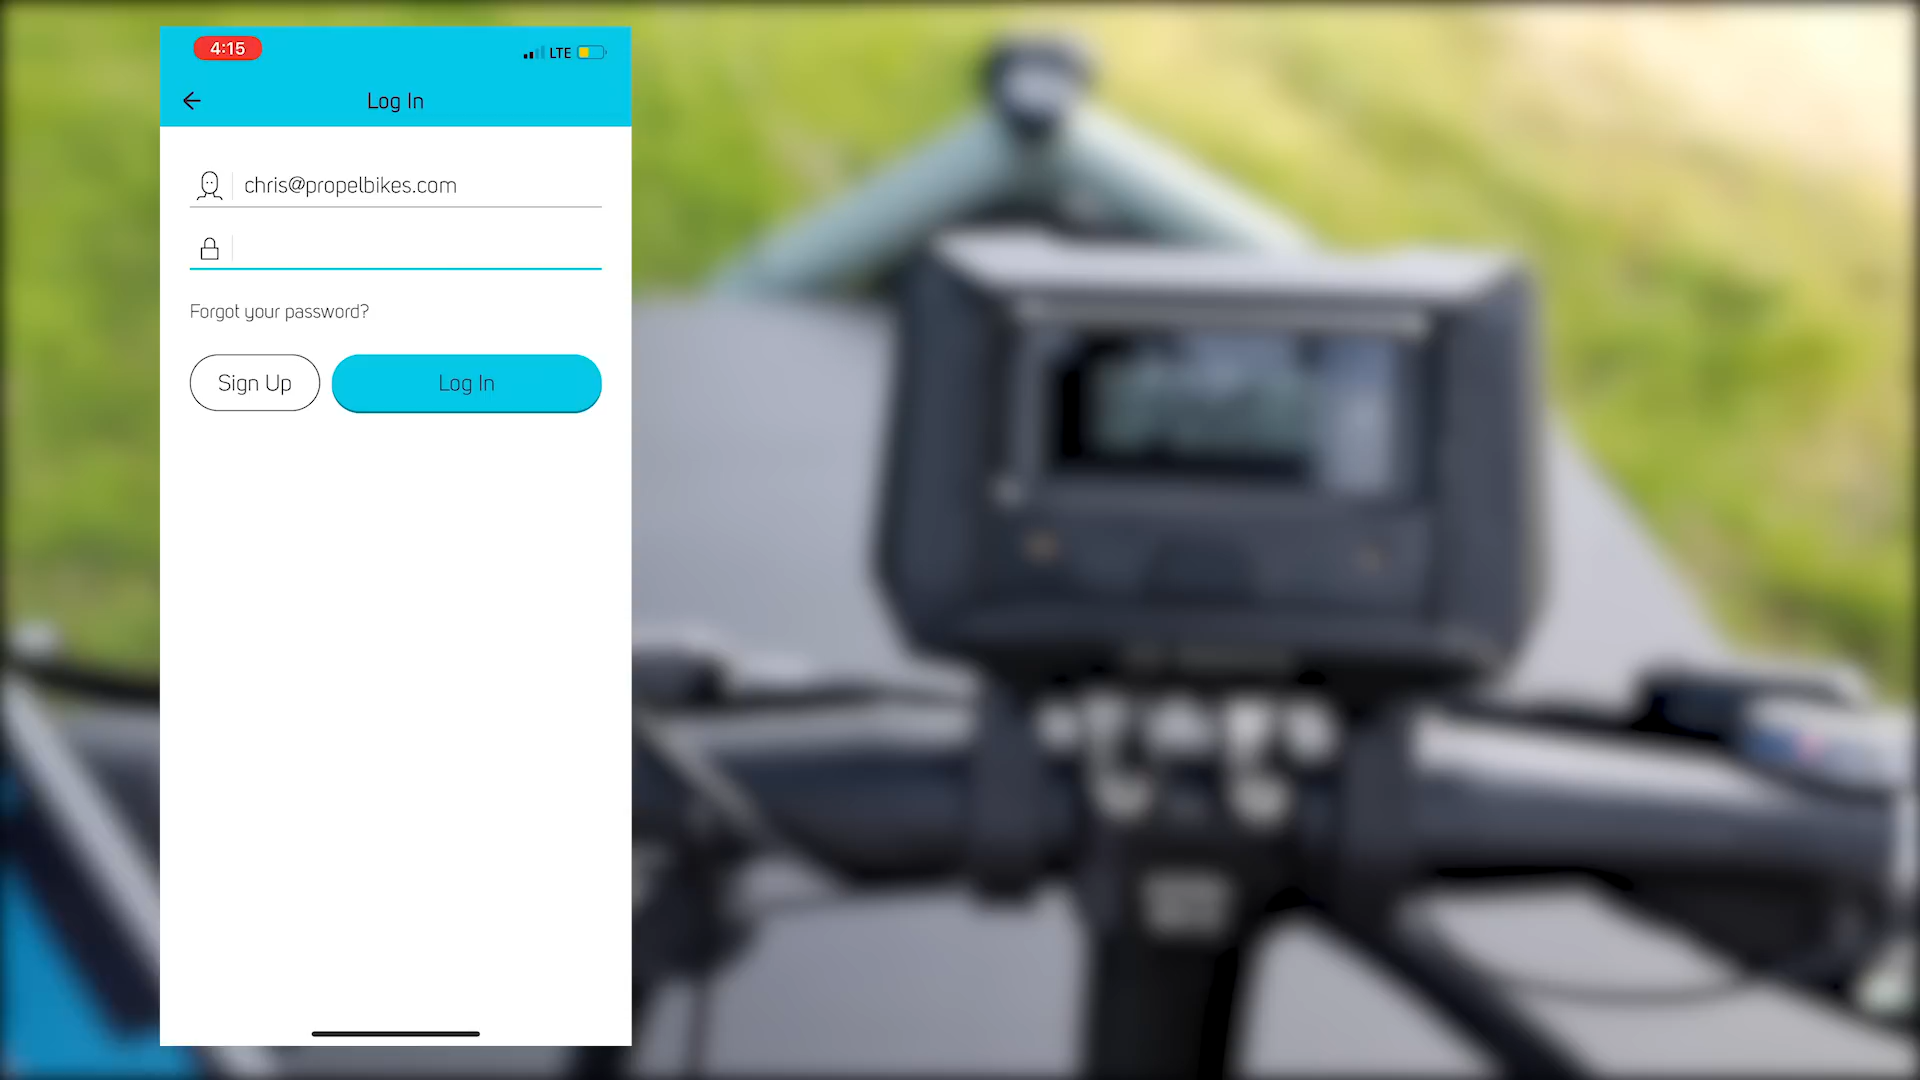 4:15
LTE
Log In
chris@propelbikes.com
Forgot your password?
Sign Up
Log In